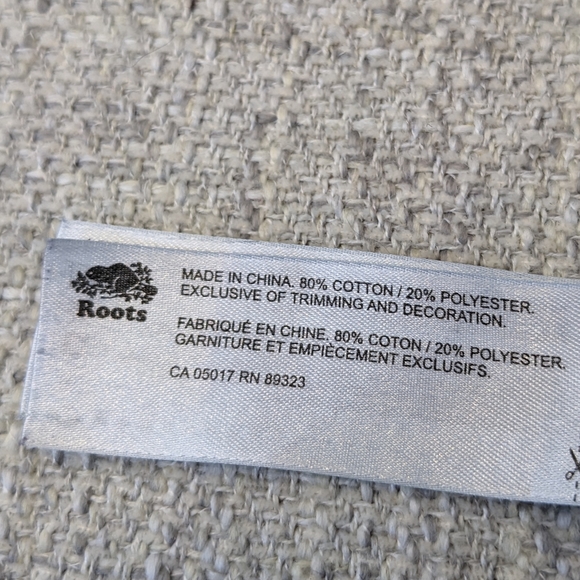 Roots
MADE IN CHINA. 80% COTTON / 20% POLYESTER.
EXCLUSIVE OF TRIMMING AND DECORATION.
FABRIQUÉ EN CHINE. 80% COTON / 20% POLYESTER.
GARNITURE ET EMPIÈCEMENT EXCLUSIFS.
CA 05017 RN 89323